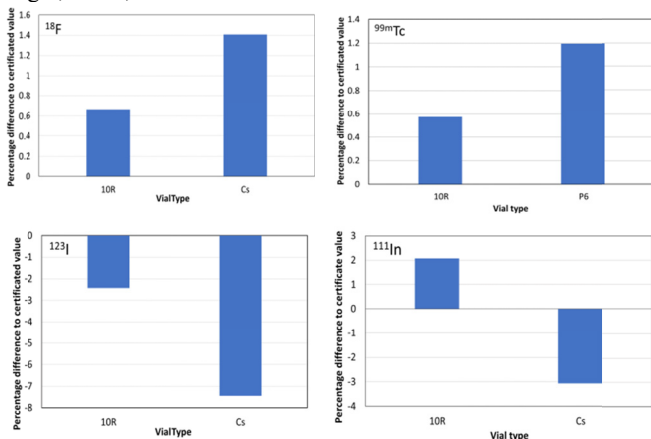 18F
Percentage difference to certificated value
1.6
1.4
1.2
1
0.8
0.6
0.4
0.2
0
10R
Cs
VialType
99mTc
Percentage difference to certificated value
1.4
1.2
1
0.8
0.6
0.4
0.2
0
10R
P6
Vial type
123I
Percentage difference to certificated value
0
-1
-2
-3
-4
-5
-6
-7
-8
10R
Cs
VialType
111In
Percentage difference to certificate value
3
2
1
0
-1
-2
-3
-4
10R
Cs
Vial type